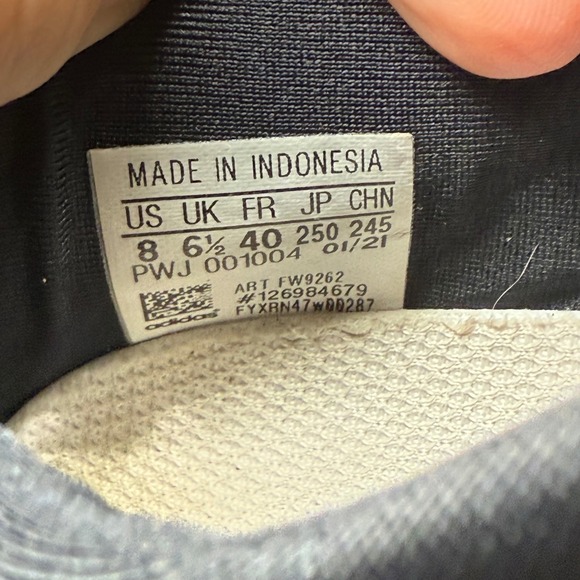 MADE IN INDONESIA
US UK FR JP CHN
8 6½ 40 250 245
PWJ 001004 01/21
ART FW9262
#126984679
FYXRN47W00287
adidas